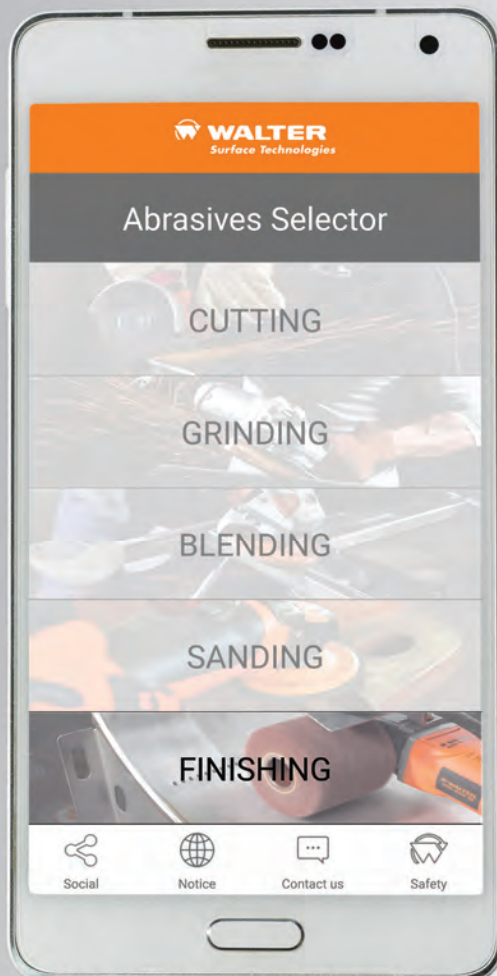 WALTER
Surface Technologies
Abrasives Selector
CUTTING
GRINDING
BLENDING
SANDING
FINISHING
Social Notice Contact us Safety